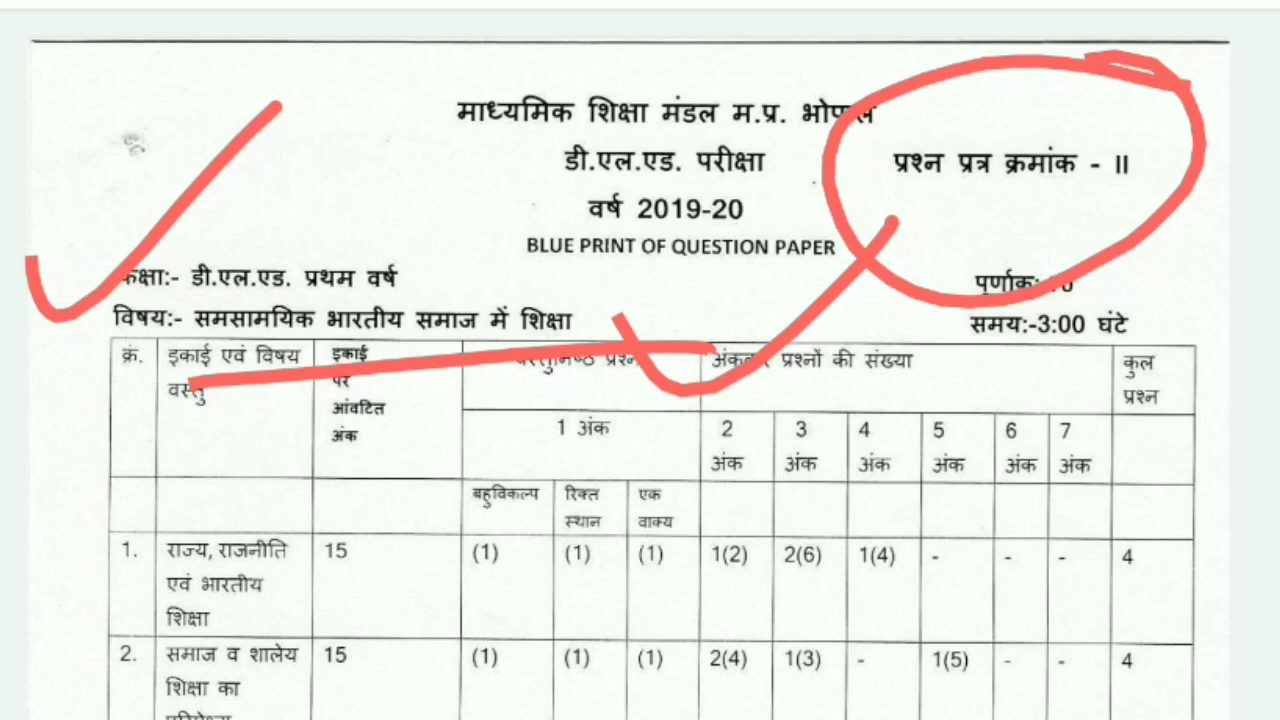 माध्यमिक शिक्षा मंडल म.प्र. भोपाल
डी.एल.एड. परीक्षा
प्रश्न प्रत्र क्रमांक - II
वर्ष 2019-20
BLUE PRINT OF QUESTION PAPER
कक्षा:- डी.एल.एड. प्रथम वर्ष
पूर्णाक:
विषय:- समसामयिक भारतीय समाज में शिक्षा
समय:-3:00 घंटे
क्रं. इकाई एवं विषय वस्तु इकाई पर आंवटित अंक वस्तुनिष्ठ प्रश्न अंकवार प्रश्नों की संख्या कुल प्रश्न
1 अंक 2 अंक 3 अंक 4 अंक 5 अंक 6 अंक 7 अंक
बहुविकल्प रिक्त स्थान एक वाक्य
1. राज्य, राजनीति एवं भारतीय शिक्षा 15 (1) (1) (1) 1(2) 2(6) 1(4) - - - 4
2. समाज व शालेय शिक्षा का 15 (1) (1) (1) 2(4) 1(3) - 1(5) - - 4